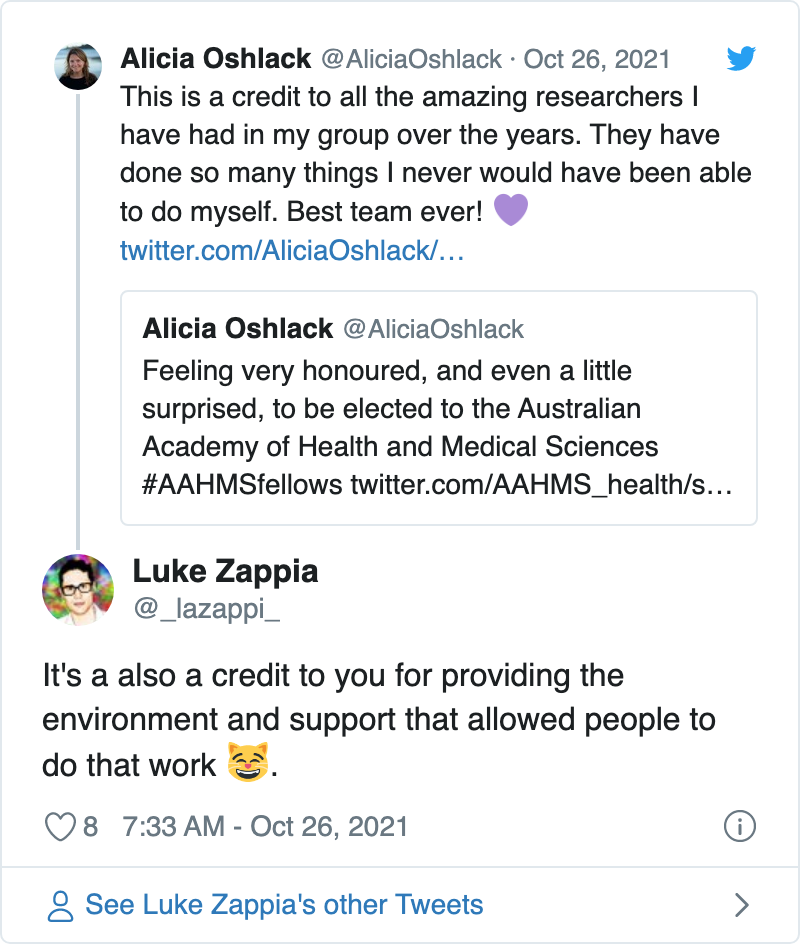 Alicia Oshlack @AliciaOshlack · Oct 26, 2021
This is a credit to all the amazing researchers I
have had in my group over the years. They have
done so many things I never would have been able
to do myself. Best team ever! 💜
twitter.com/AliciaOshlack/…
Alicia Oshlack @AliciaOshlack
Feeling very honoured, and even a little
surprised, to be elected to the Australian
Academy of Health and Medical Sciences
#AAHMSfellows twitter.com/AAHMS_health/s…
Luke Zappia
@_lazappi_
It's a also a credit to you for providing the
environment and support that allowed people to
do that work 😸.
8 7:33 AM - Oct 26, 2021
See Luke Zappia's other Tweets